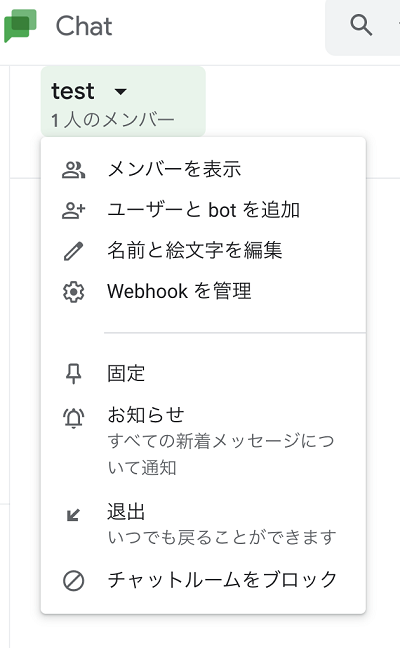 Chat
test
1 人のメンバー
メンバーを表示
ユーザーと bot を追加
名前と絵文字を編集
Webhook を管理
固定
お知らせ
すべての新着メッセージにつ
いて通知
退出
いつでも戻ることができます
チャットルームをブロック